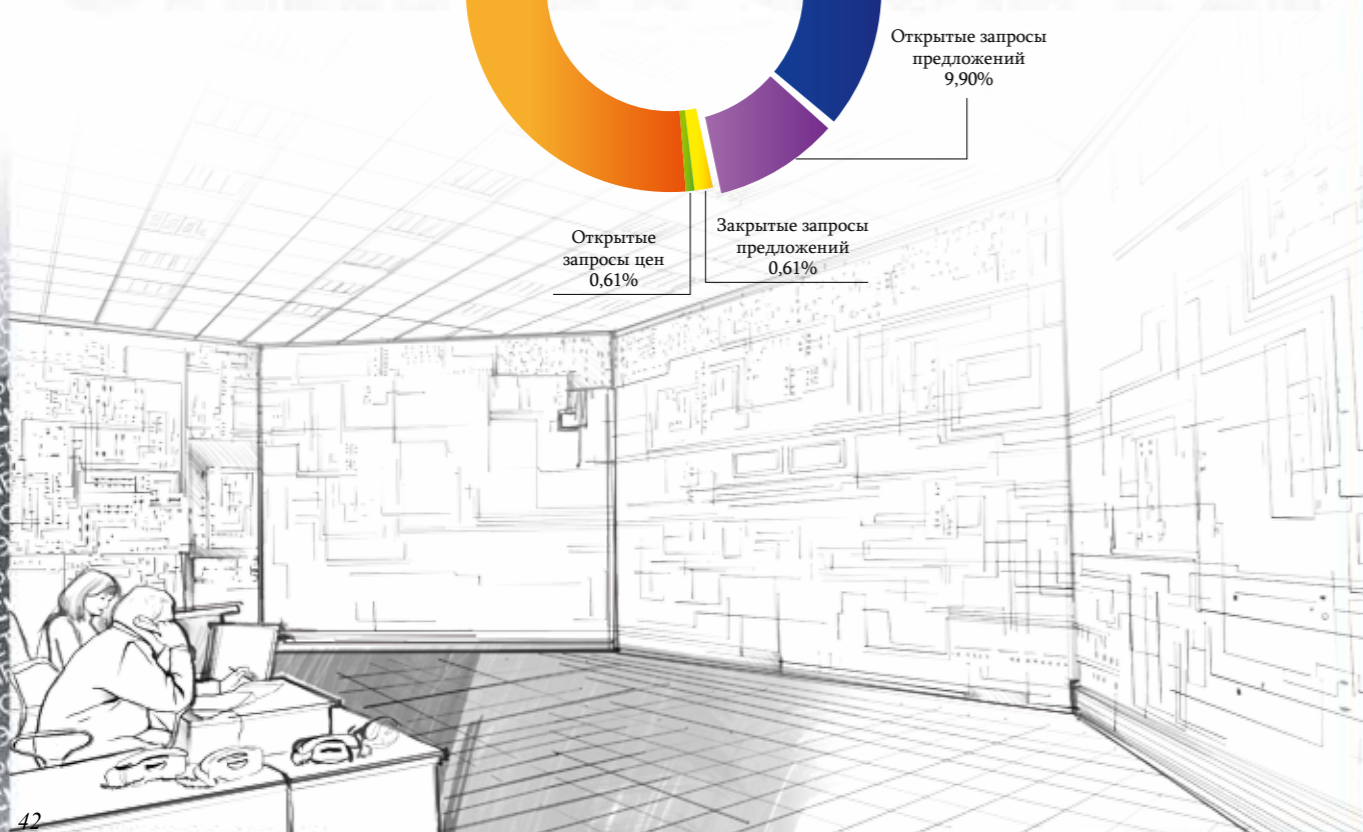 Открытые запросы
предложений
9,90%
Открытые
запросы цен
0,61%
Закрытые запросы
предложений
0,61%
42